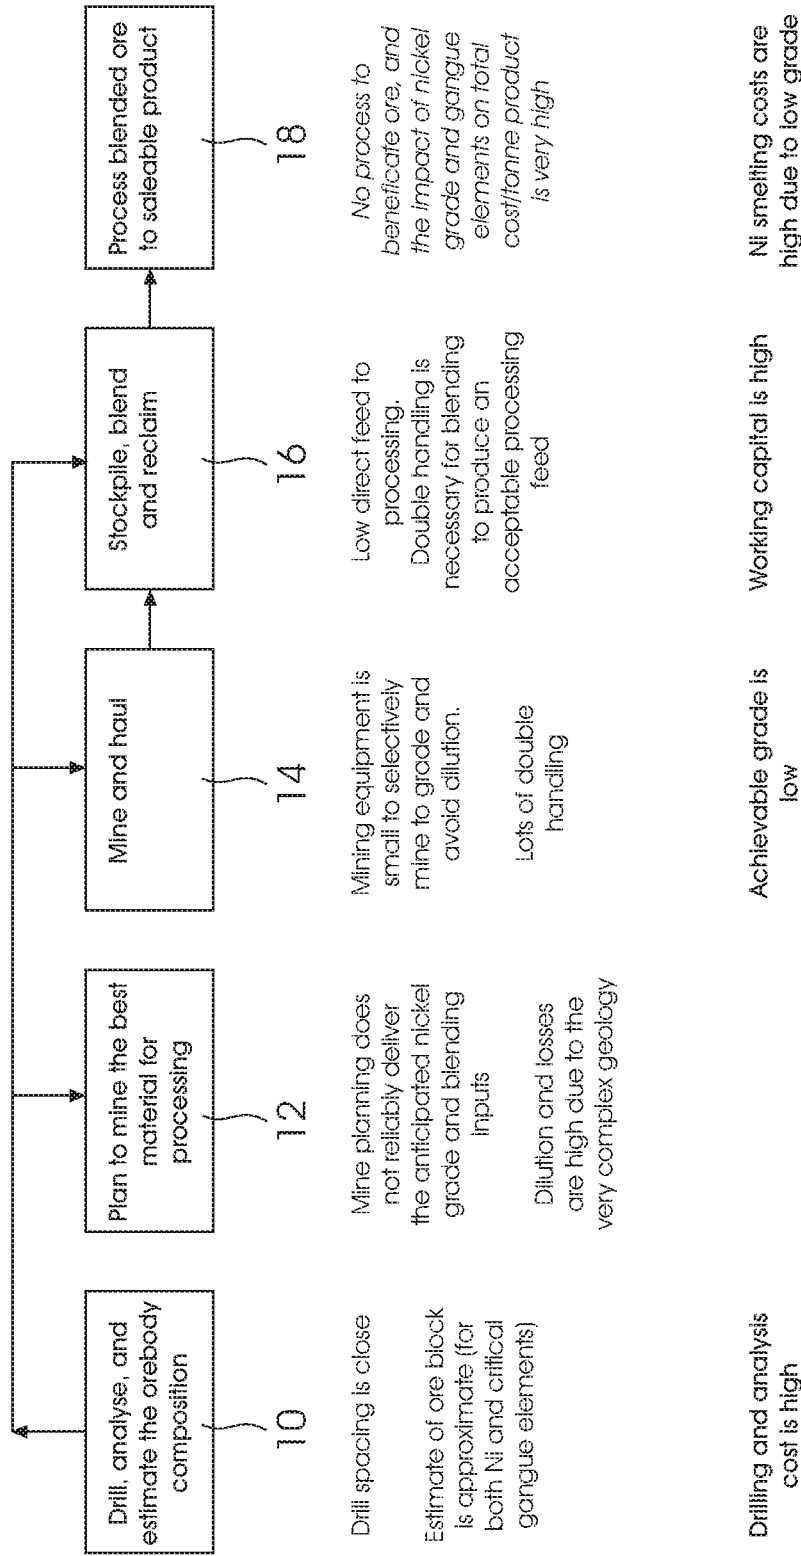 Drill, analyse, and
estimate the orebody
composition
10
Drill spacing is close
Estimate of ore block
is approximate (for
both Ni and critical
gangue elements)
Drilling and analysis
cost is high
Plan to mine the best
material for
processing
12
Mine planning does
not reliably deliver
the anticipated nickel
grade and blending
inputs
Dilution and losses
are high due to the
very complex geology
Mine and haul
14
Mining equipment is
small to selectively
mine to grade and
avoid dilution.
Lots of double
handling
Achievable grade is
low
Stockpile, blend
and reclaim
16
Low direct feed to
processing.
Double handling is
necessary for blending
to produce an
acceptable processing
feed
Working capital is high
Process blended ore
to saleable product
18
No process to
beneficate ore, and
the impact of nickel
grade and gangue
elements on total
cost/tonne product
is very high
Ni smelting costs are
high due to low grade